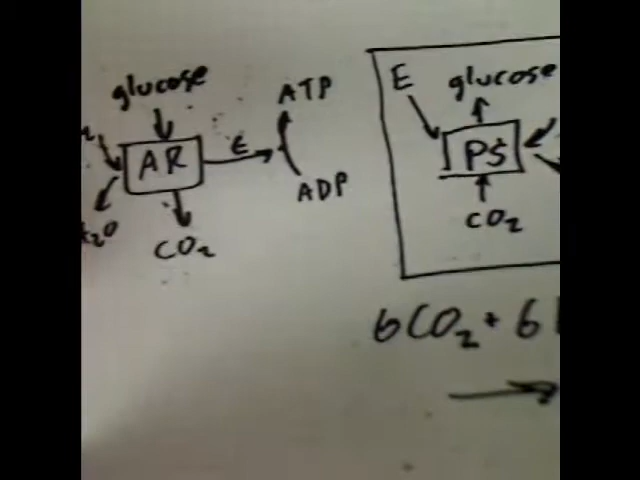 glucose
AR
E
ATP
ADP
CO₂
E
glucose
PS
CO₂
6CO₂ + 6